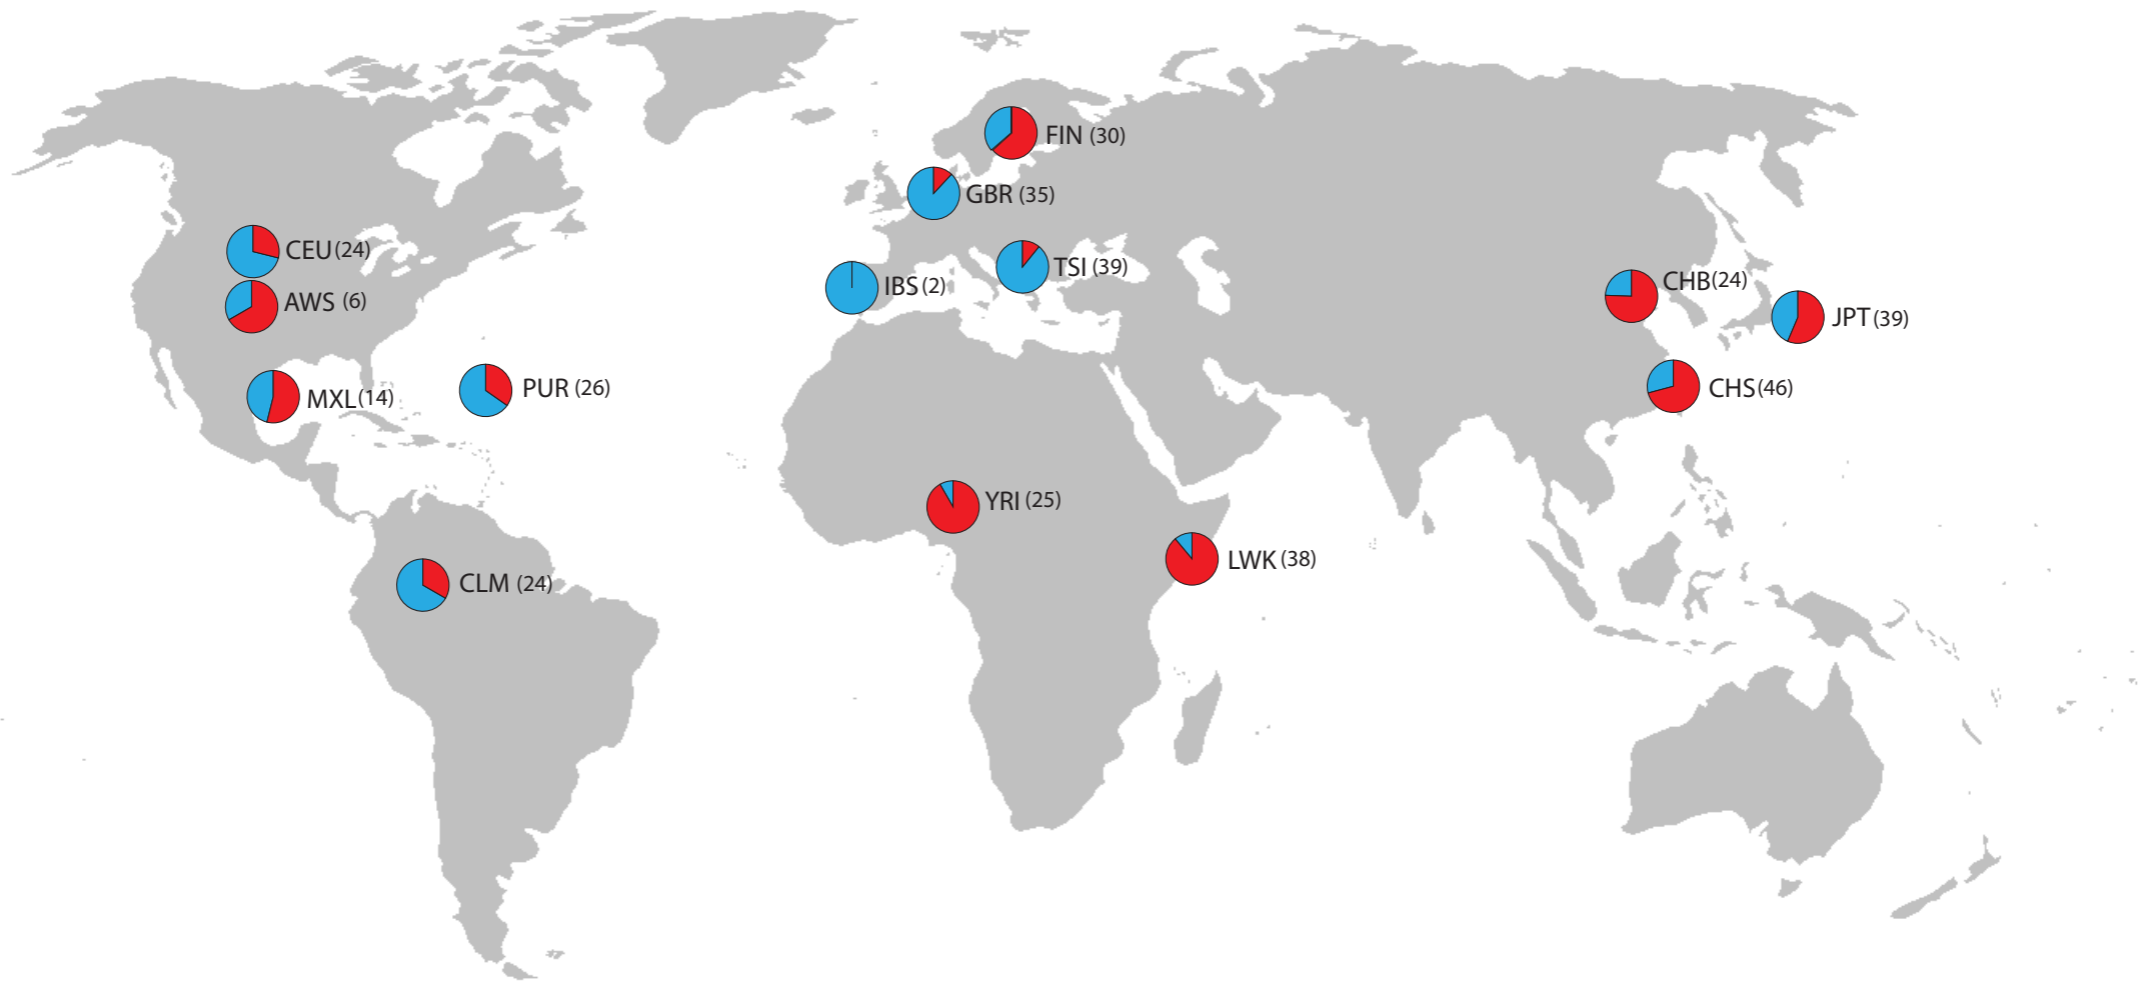 FIN (30)
GBR (35)
CEU (24)
TSI (39)
IBS (2)
CHB (24)
AWS (6)
JPT (39)
PUR (26)
CHS (46)
MXL (14)
YRI (25)
LWK (38)
CLM (24)